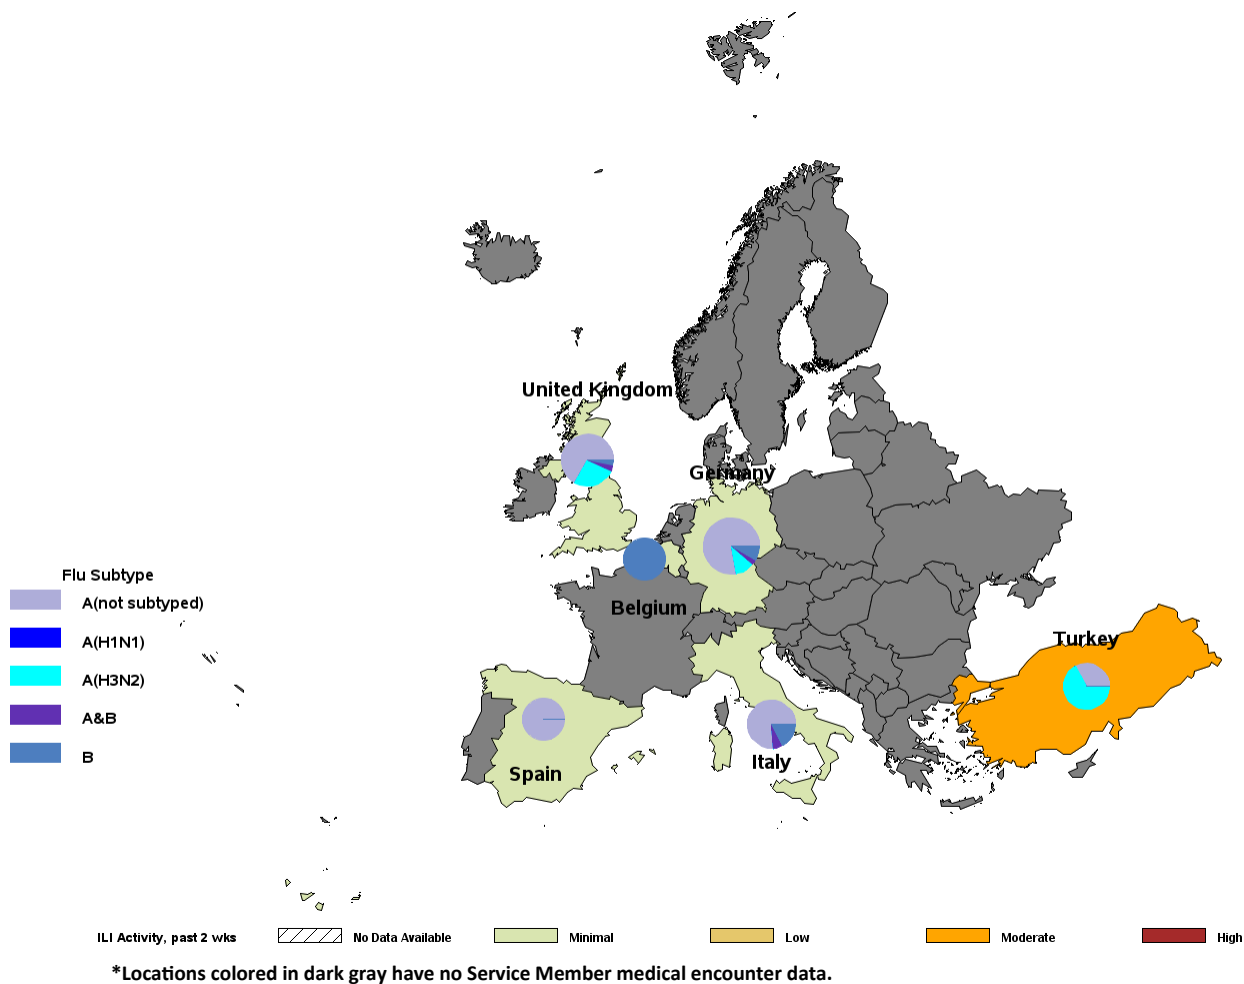 United Kingdom
Germany
Flu Subtype
A(not subtyped)
Belgium
A(H1N1)
Turkey
A(H3N2)
A&B
B
Italy
Spain
ILI Activity, past 2 wks No Data Available Minimal Low Moderate High
*Locations colored in dark gray have no Service Member medical encounter data.